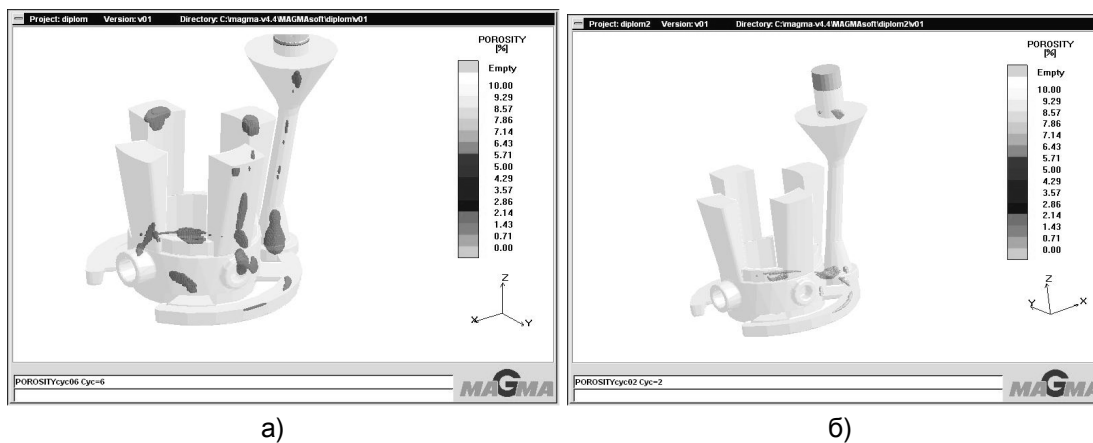 Project: diplom Version: v01 Directory: C:\magma-v4.4\MAGMAsoft\diplom\v01
POROSITY
[%]
Empty
10.00
9.29
8.57
7.86
7.14
6.43
5.71
5.00
4.29
3.57
2.86
2.14
1.43
0.71
0.00
Z
X
Y
POROSITYcyc06 Cyc=6
MAGMA
а)
Project: diplom2 Version: v01 Directory: C:\magma-v4.4\MAGMAsoft\diplom2\v01
POROSITY
[%]
Empty
10.00
9.29
8.57
7.86
7.14
6.43
5.71
5.00
4.29
3.57
2.86
2.14
1.43
0.71
0.00
Z
Y
X
POROSITYcyc02 Cyc=2
MAGMA
б)